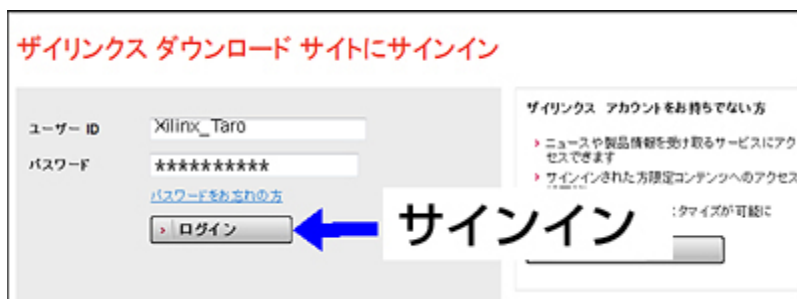 ザイリンクス ダウンロード サイトにサインイン
ユーザー ID
Xilinx_Taro
パスワード
**********
パスワードをお忘れの方
ログイン
サインイン
ザイリンクス アカウントをお持ちでない方
ニュースや製品情報を受け取るサービスにアク
セスできます
サインインされた方限定コンテンツへのアクセス
タマイズが可能に